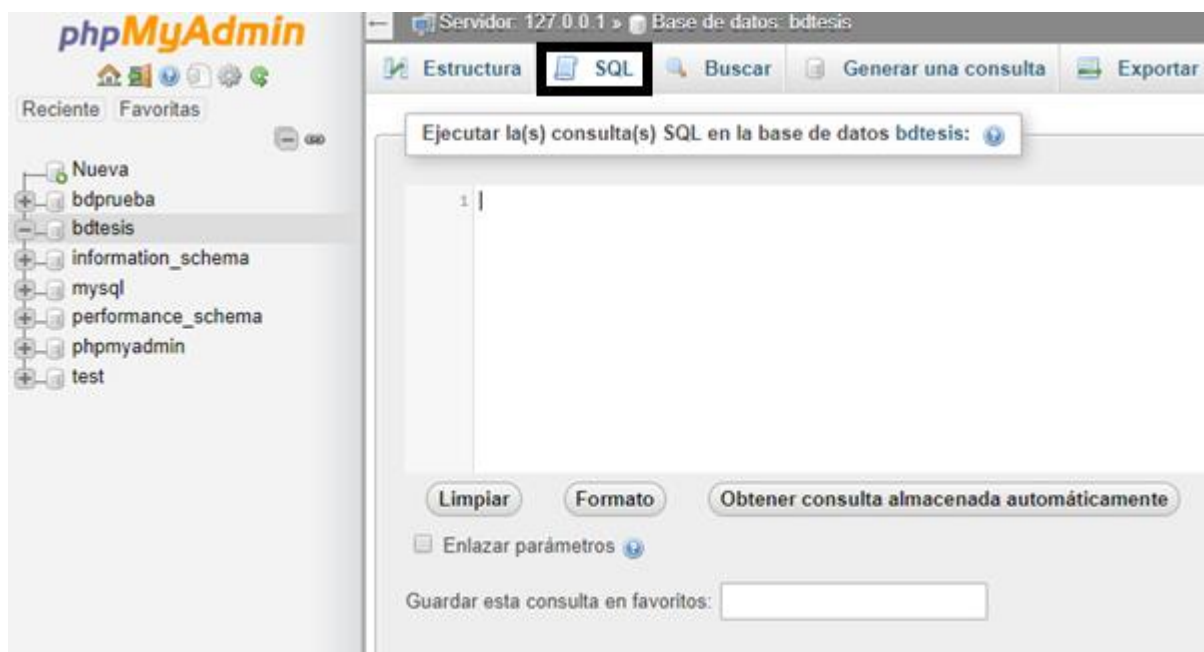 phpMyAdmin
Reciente Favoritas
Nueva
bdprueba
bdtesis
information_schema
mysql
performance_schema
phpmyadmin
test
Servidor: 127.0.0.1 » Base de datos: bdtesis
Estructura SQL Buscar Generar una consulta Exportar
Ejecutar la(s) consulta(s) SQL en la base de datos bdtesis:
1
Limpiar Formato Obtener consulta almacenada automáticamente
Enlazar parámetros
Guardar esta consulta en favoritos: